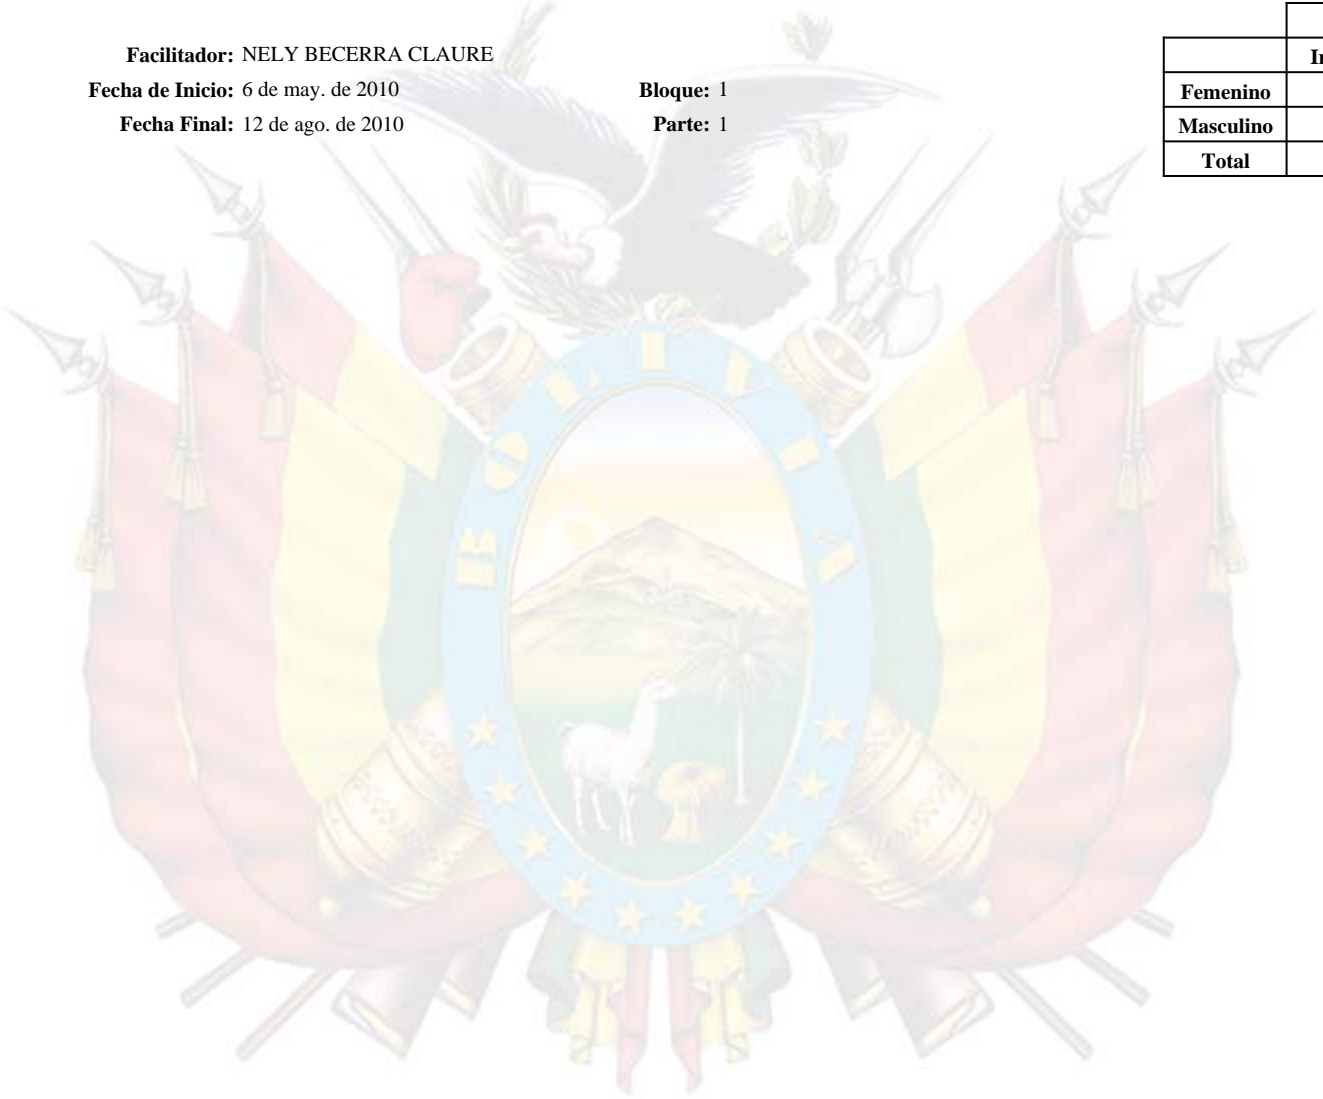 Facilitador: NELY BECERRA CLAURE
Fecha de Inicio: 6 de may. de 2010 Bloque: 1
Fecha Final: 12 de ago. de 2010 Parte: 1
Femenino
Masculino
Total
BOLIVIA